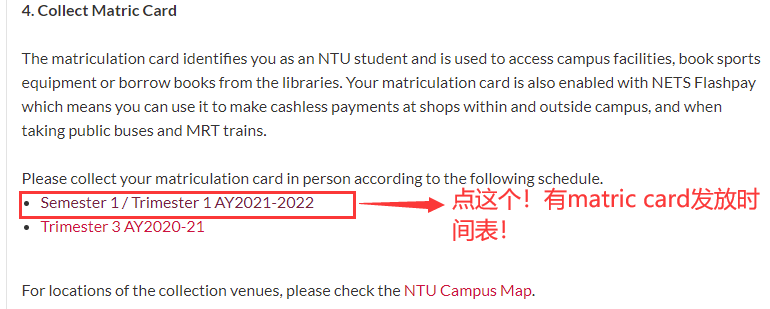 4. Collect Matric Card
The matriculation card identifies you as an NTU student and is used to access campus facilities, book sports
equipment or borrow books from the libraries. Your matriculation card is also enabled with NETS Flashpay
which means you can use it to make cashless payments at shops within and outside campus, and when
taking public buses and MRT trains.
Please collect your matriculation card in person according to the following schedule.
• Semester 1 / Trimester 1 AY2021-2022
点这个！有matric card发放时
间表！
• Trimester 3 AY2020-21
For locations of the collection venues, please check the NTU Campus Map.